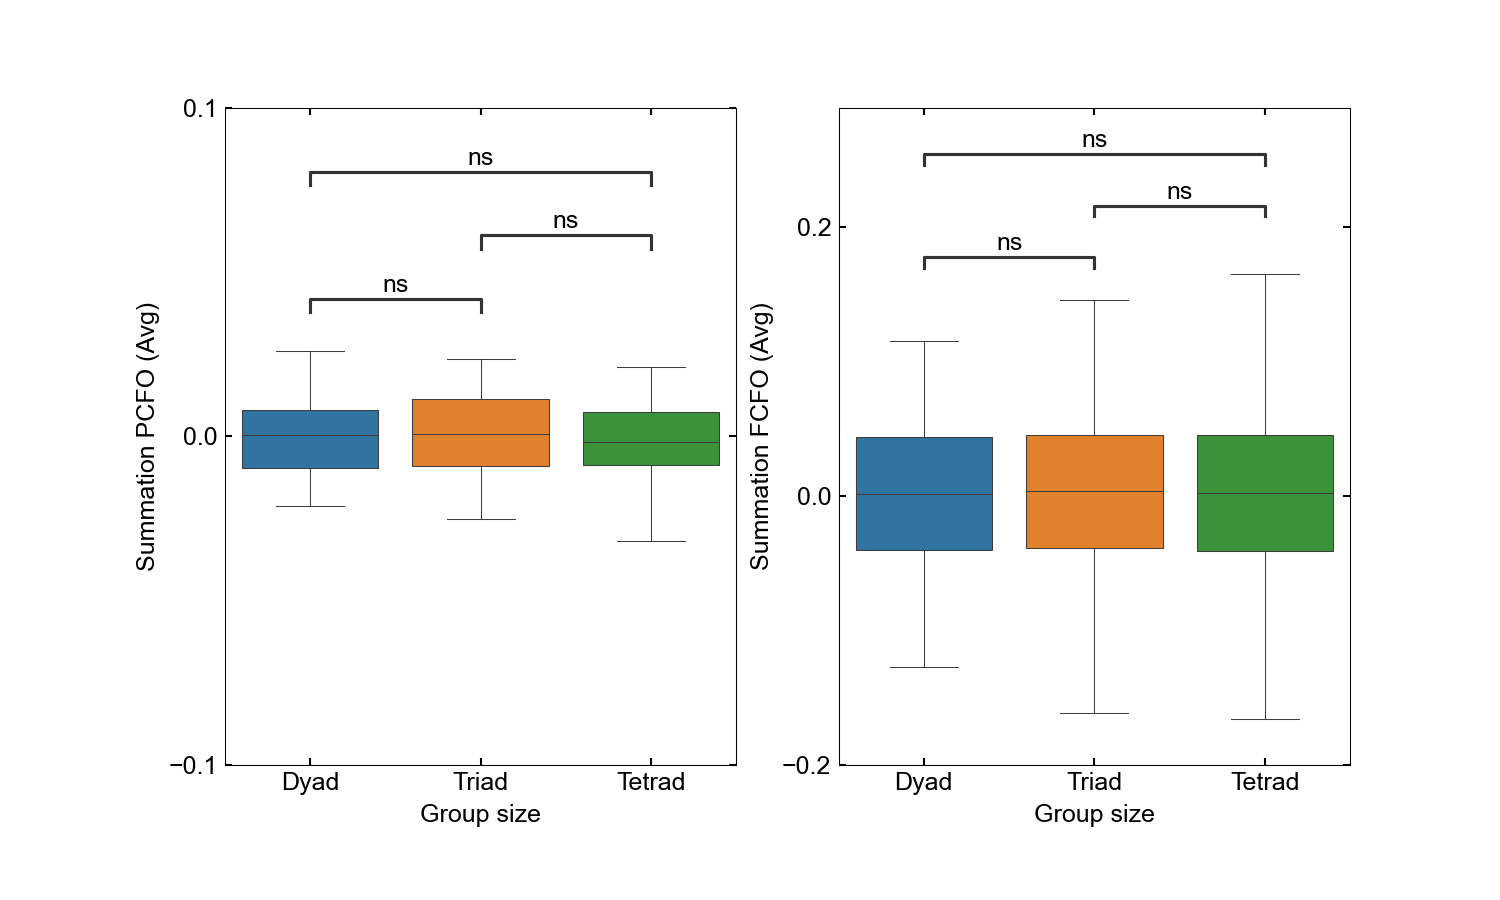 0.1
0.0
−0.1
Summation PCFO (Avg)
ns
ns
ns
Dyad Triad Tetrad
Group size
0.2
0.0
−0.2
Summation FCFO (Avg)
ns
ns
ns
Dyad Triad Tetrad
Group size